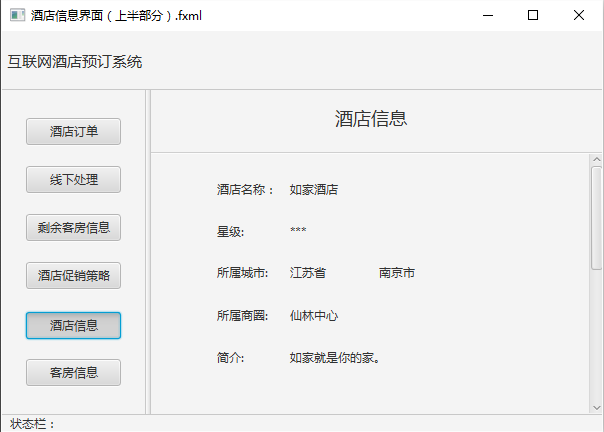 酒店信息界面（上半部分）.fxml
互联网酒店预订系统
酒店订单
线下处理
剩余客房信息
酒店促销策略
酒店信息
客房信息
酒店信息
酒店名称： 如家酒店
星级: ***
所属城市: 江苏省 南京市
所属商圈: 仙林中心
简介: 如家就是你的家。
状态栏：